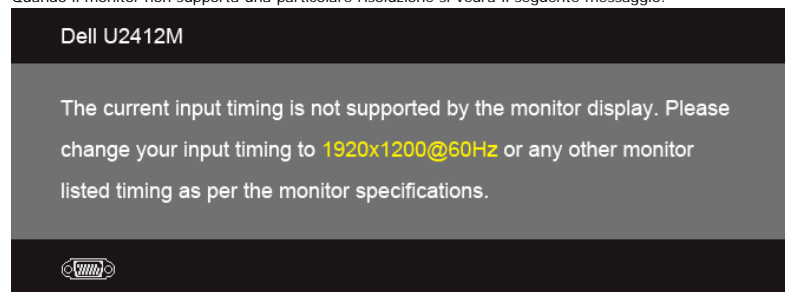 Quando il monitor non supporta una particolare risoluzione si vedrà il seguente messaggio:
Dell U2412M
The current input timing is not supported by the monitor display. Please
change your input timing to 1920x1200@60Hz or any other monitor
listed timing as per the monitor specifications.